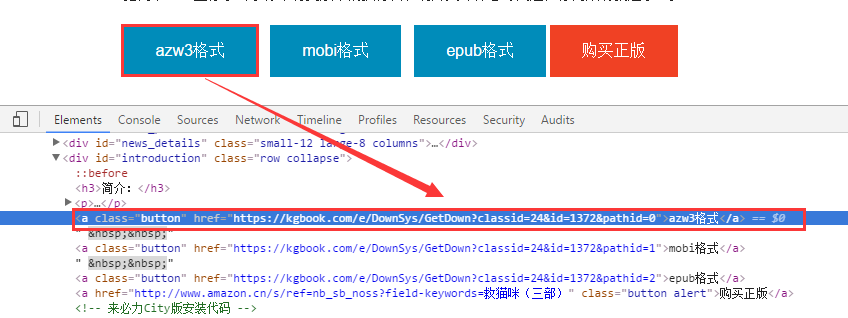 azw3格式 mobi格式 epub格式 购买正版
Elements Console Sources Network Timeline Profiles Resources Security Audits
<div id="news_details" class="small-12 large-8 columns">…</div>
<div id="introduction" class="row collapse">
::before
<h3>简介：</h3>
<p>…</p>
<a class="button" href="https://kgbook.com/e/DownSys/GetDown?classid=24&id=1372&pathid=0">azw3格式</a> == $0
" &nbsp;&nbsp;"
<a class="button" href="https://kgbook.com/e/DownSys/GetDown?classid=24&id=1372&pathid=1">mobi格式</a>
" &nbsp;&nbsp;"
<a class="button" href="https://kgbook.com/e/DownSys/GetDown?classid=24&id=1372&pathid=2">epub格式</a>
<a href="http://www.amazon.cn/s/ref=nb_sb_noss?field-keywords=救猫咪（三部）" class="button alert">购买正版</a>
<!-- 来必力City版安装代码 -->